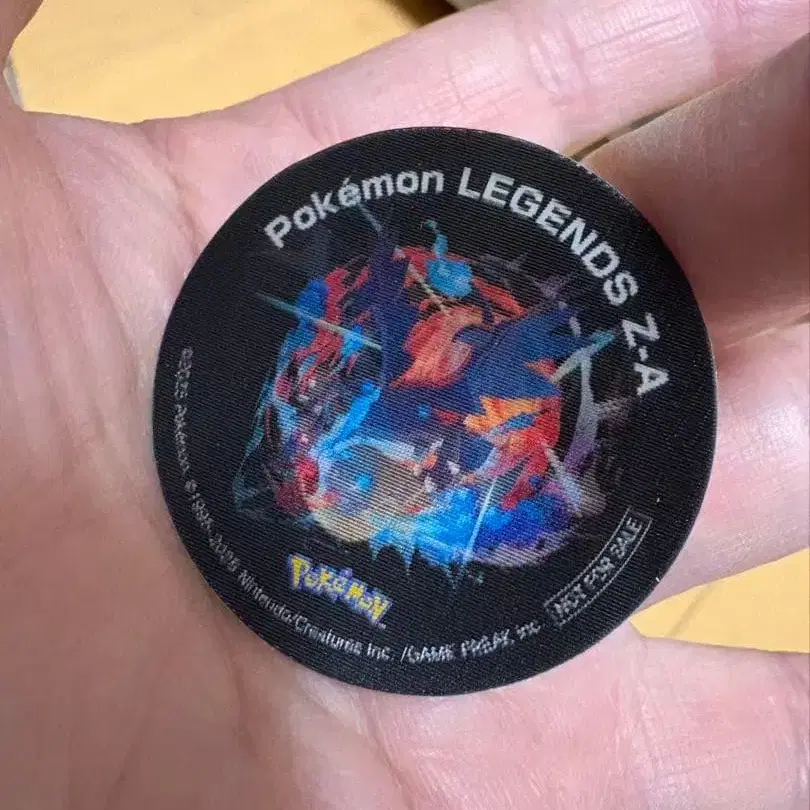 Pokémon LEGENDS Z-A
©2025 Pokémon. ©1995-2025 Nintendo/Creatures Inc. /GAME FREAK inc.
NOT FOR SALE
POKéMON